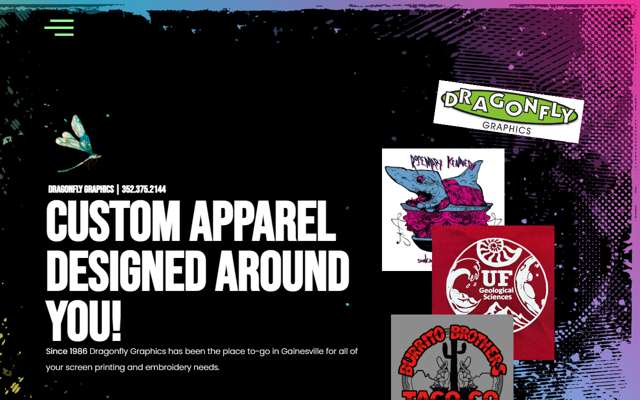 DRAGONFLY
GRAPHICS
DRAGONFLY GRAPHICS | 352.375.2144
CUSTOM APPAREL
DESIGNED AROUND
YOU!
Since 1986 Dragonfly Graphics has been the place to-go in Gainesville for all of
your screen printing and embroidery needs.
UF
Geological
Sciences
BURRITO BROTHERS
TACO CO